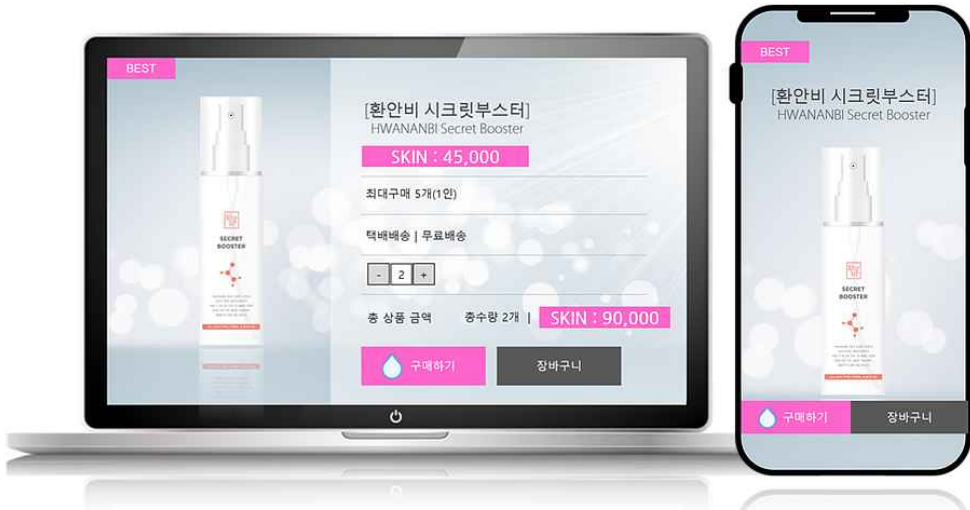 BEST
[환안비 시크릿부스터]
HWANANBI Secret Booster
SKIN : 45,000
최대구매 5개(1인)
택배배송 | 무료배송
- 2 +
총 상품 금액 총수량 2개 | SKIN : 90,000
구매하기 장바구니
SECRET
BOOSTER
BEST
[환안비 시크릿부스터]
HWANANBI Secret Booster
SECRET
BOOSTER
구매하기 장바구니